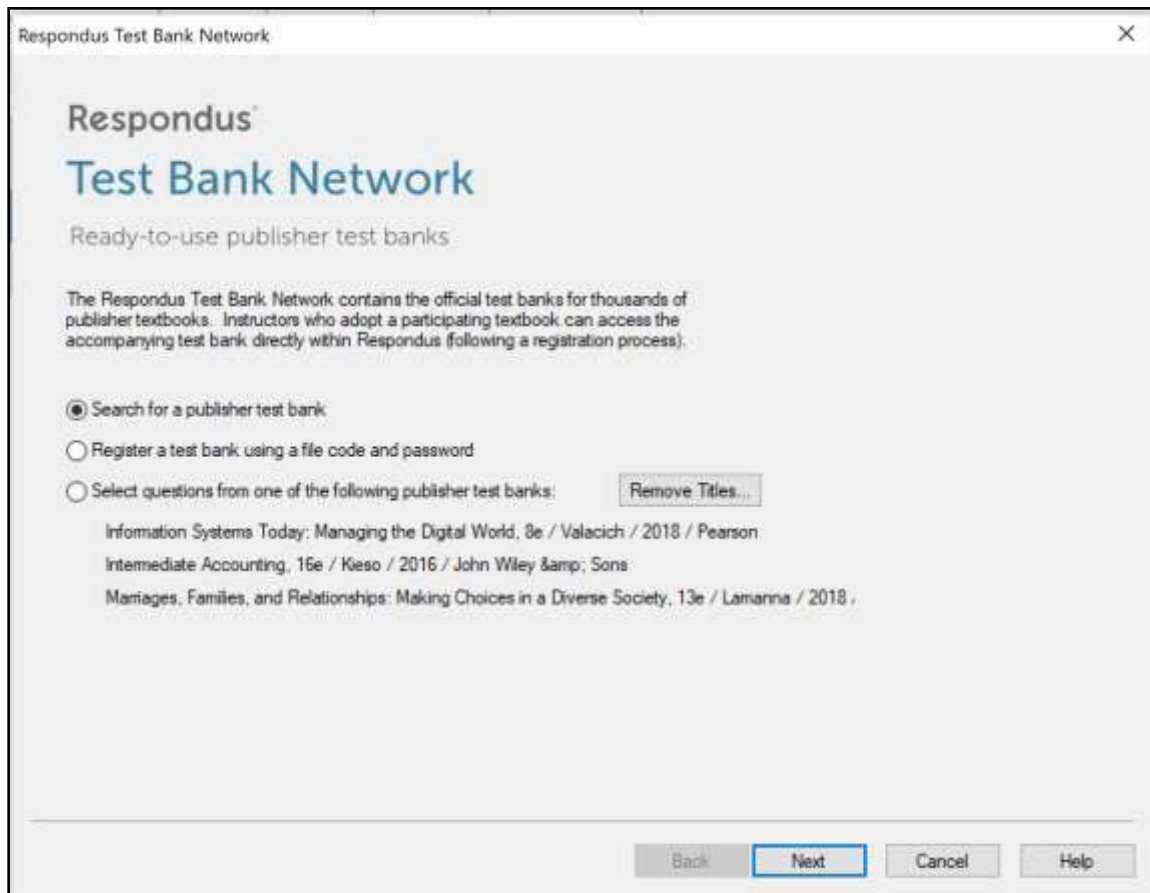 Respondus Test Bank Network
Respondus
Test Bank Network
Ready-to-use publisher test banks
The Respondus Test Bank Network contains the official test banks for thousands of
publisher textbooks. Instructors who adopt a participating textbook can access the
accompanying test bank directly within Respondus (following a registration process).
Search for a publisher test bank
Register a test bank using a file code and password
Select questions from one of the following publisher test banks: Remove Titles...
Information Systems Today: Managing the Digital World, 8e / Valacich / 2018 / Pearson
Intermediate Accounting, 16e / Kieso / 2016 / John Wiley &amp; Sons
Marriages, Families, and Relationships: Making Choices in a Diverse Society, 13e / Lamanna / 2018
Back Next Cancel Help